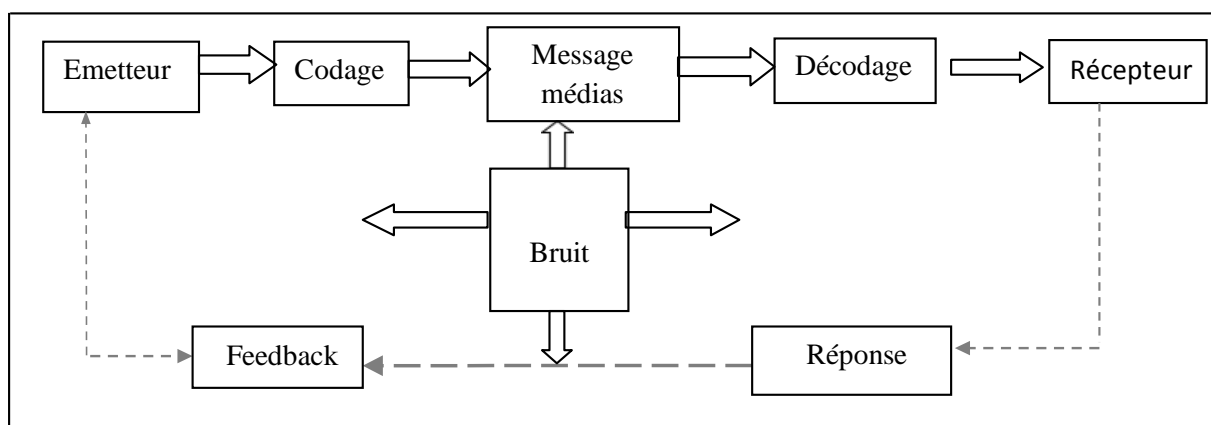 Emetteur
Codage
Message
médias
Décodage
Récepteur
Bruit
Feedback
Réponse